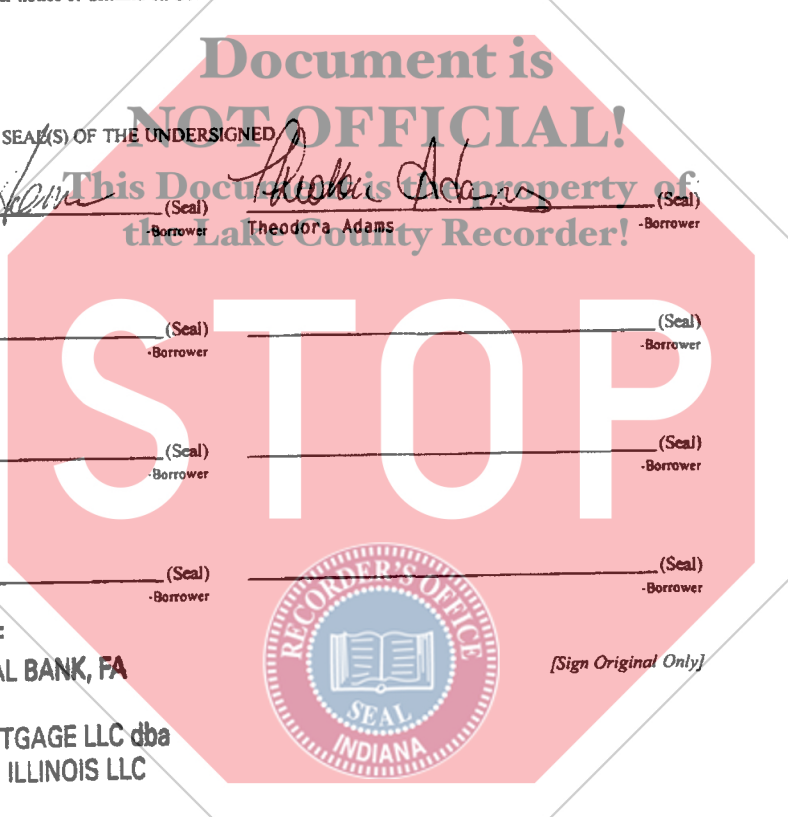 Document is
NOT OFFICIAL!
SEAL(S) OF THE UNDERSIGNED
This Document is the property of
the Lake County Recorder!
Theodora Adams
(Seal) (Seal)
-Borrower Theodora Adams -Borrower
(Seal) (Seal)
-Borrower -Borrower
STOP
(Seal) (Seal)
-Borrower -Borrower
(Seal) (Seal)
-Borrower -Borrower
RECORDER'S OFFICE
SEAL
INDIANA
AL BANK, FA
[Sign Original Only]
TGAGE LLC dba
ILLINOIS LLC